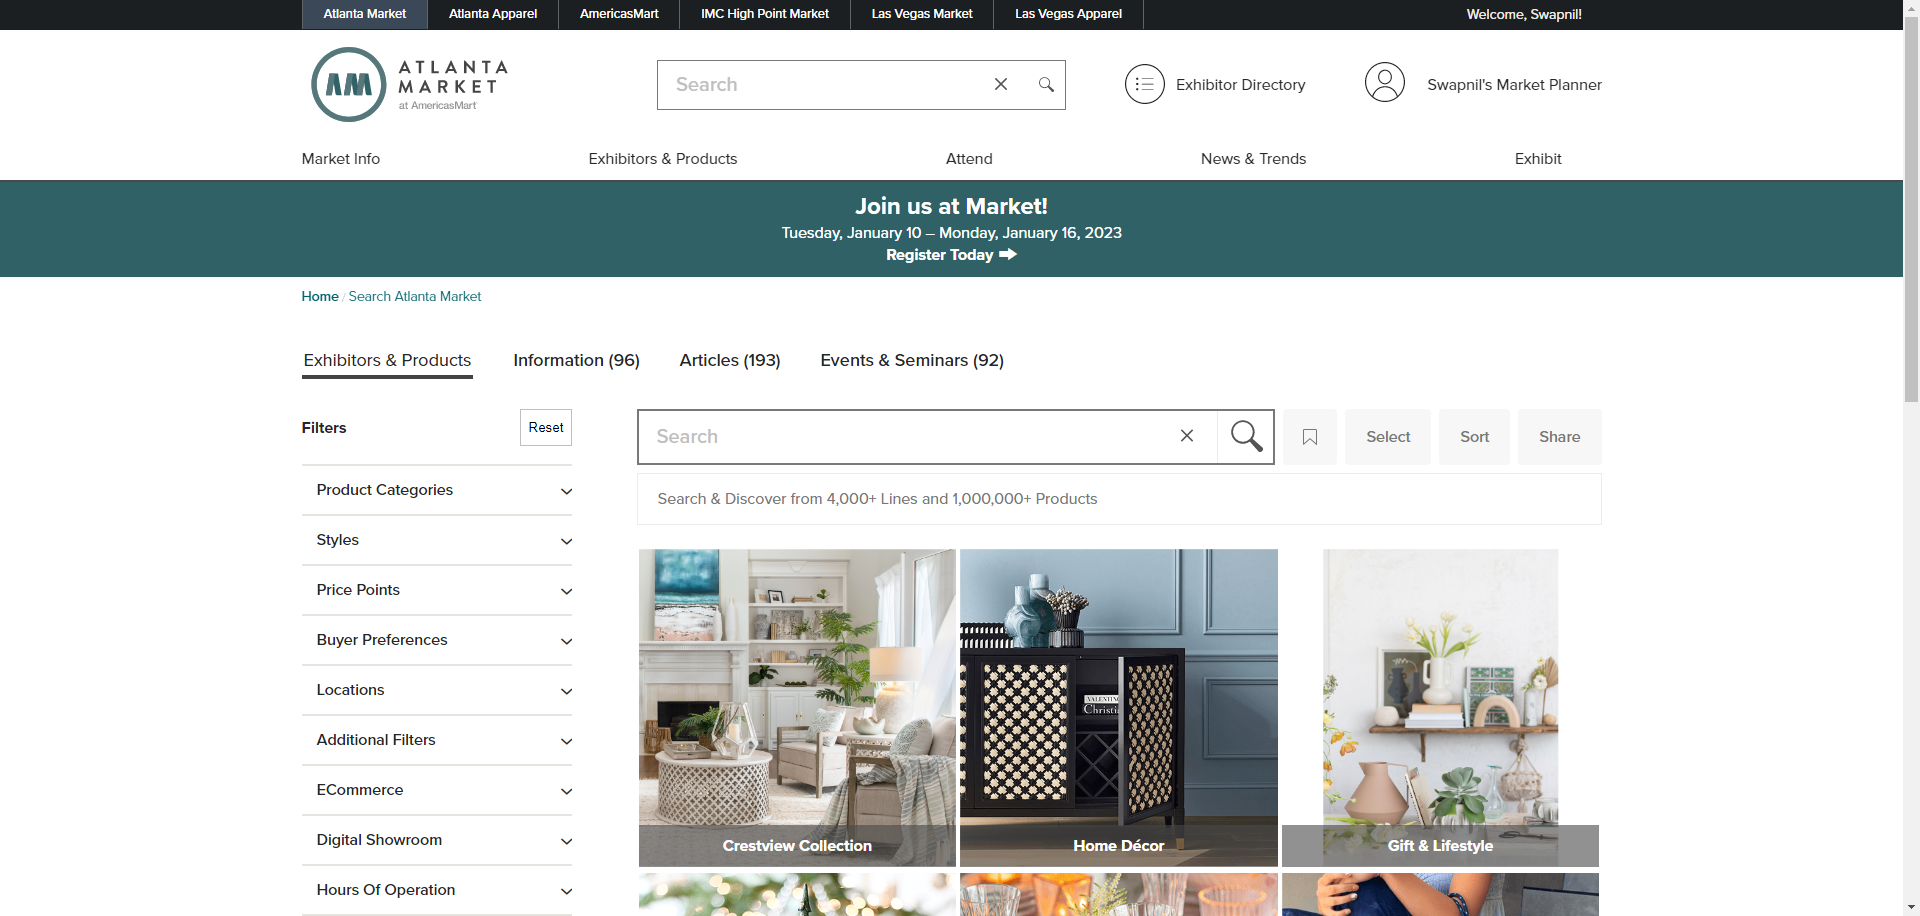 Atlanta Market
Atlanta Apparel
AmericasMart
IMC High Point Market
Las Vegas Market
Las Vegas Apparel
Welcome, Swapnil!
AM
ATLANTA
MARKET
at AmericasMart
Search
Exhibitor Directory
Swapnil's Market Planner
Market Info
Exhibitors & Products
Attend
News & Trends
Exhibit
Join us at Market!
Tuesday, January 10 – Monday, January 16, 2023
Register Today
Home / Search Atlanta Market
Exhibitors & Products
Information (96)
Articles (193)
Events & Seminars (92)
Filters
Reset
Search
Select
Sort
Share
Search & Discover from 4,000+ Lines and 1,000,000+ Products
Product Categories
Styles
Price Points
Buyer Preferences
Locations
Additional Filters
ECommerce
Digital Showroom
Hours Of Operation
VALENTINO
Christi
Crestview Collection
Home Décor
Gift & Lifestyle